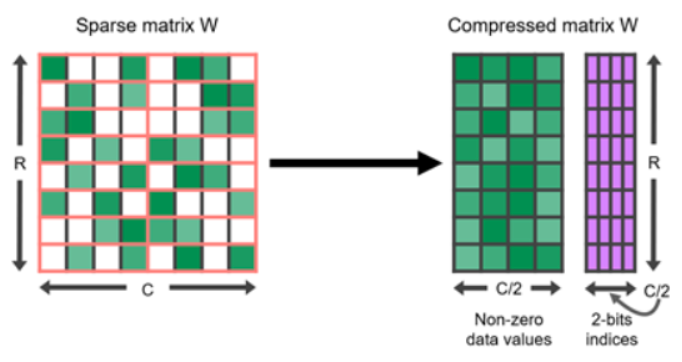 Sparse matrix W
Compressed matrix W
R
R
C
C/2
C/2
Non-zero
data values
2-bits
indices